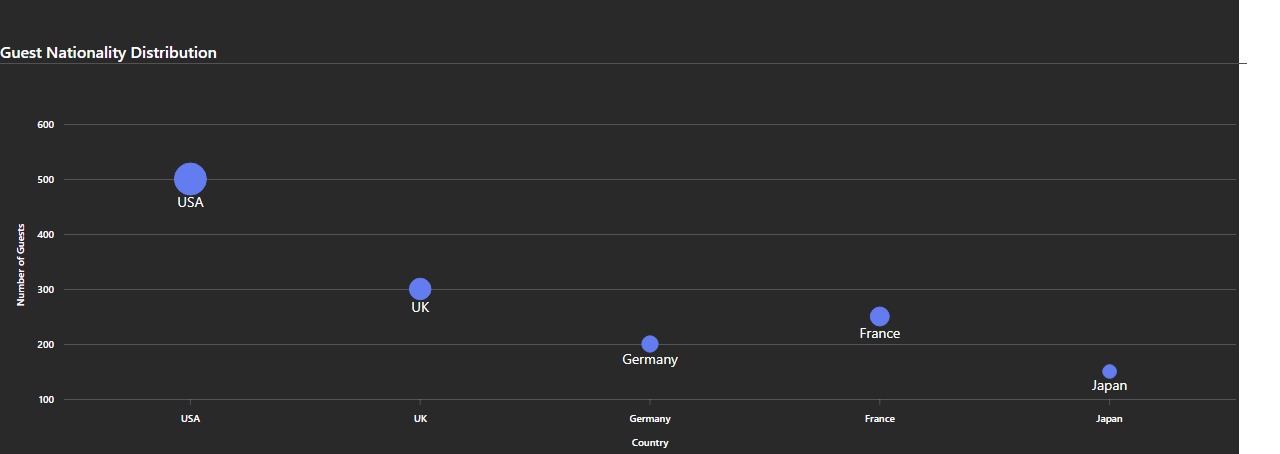 Guest Nationality Distribution
600
500
400
300
200
100
Number of Guests
USA
UK
Germany
France
Japan
USA
UK
Germany
France
Japan
Country